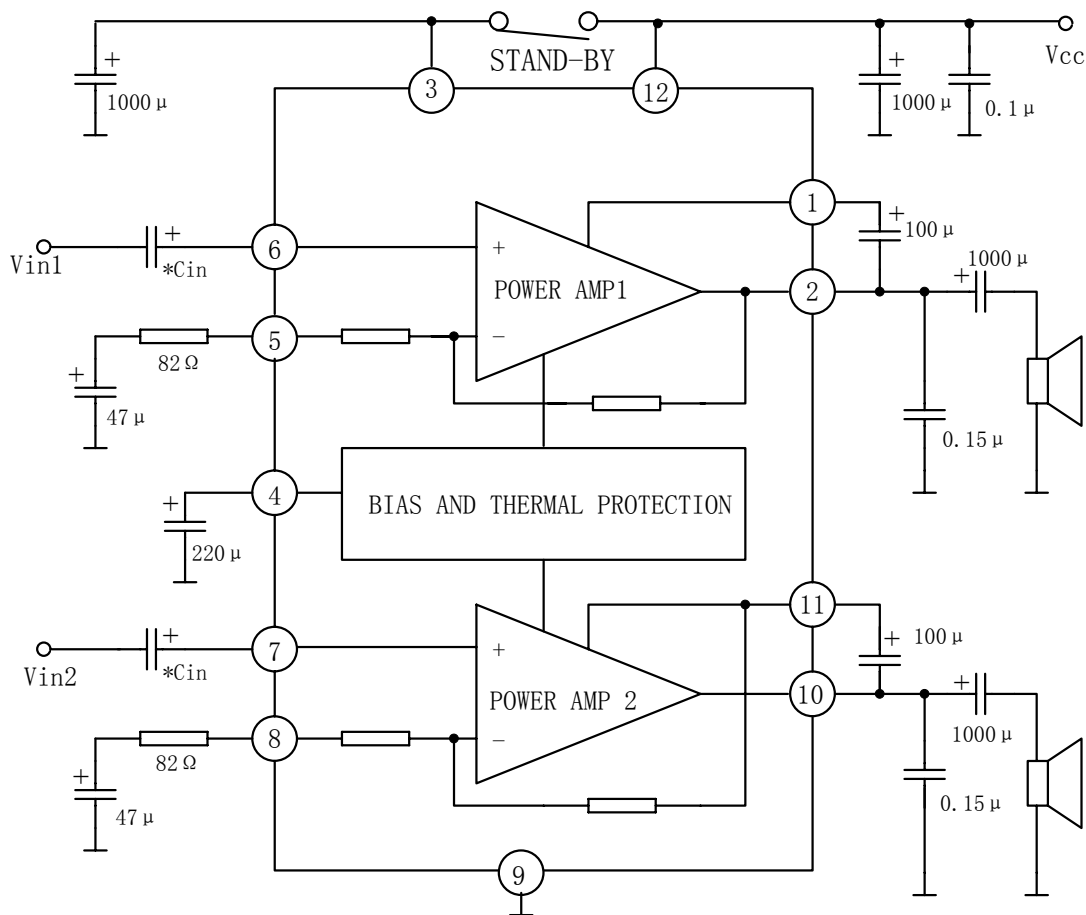 Vcc
STAND-BY
+
1000μ
3
12
+
1000μ
0.1μ
1
+
100μ
Vin1
+
*Cin
6
+
POWER AMP1
−
2
+
1000μ
5
82Ω
+
47μ
0.15μ
4
+
220μ
BIAS AND THERMAL PROTECTION
11
+
100μ
Vin2
+
*Cin
7
+
POWER AMP 2
−
10
+
1000μ
8
82Ω
+
47μ
0.15μ
9